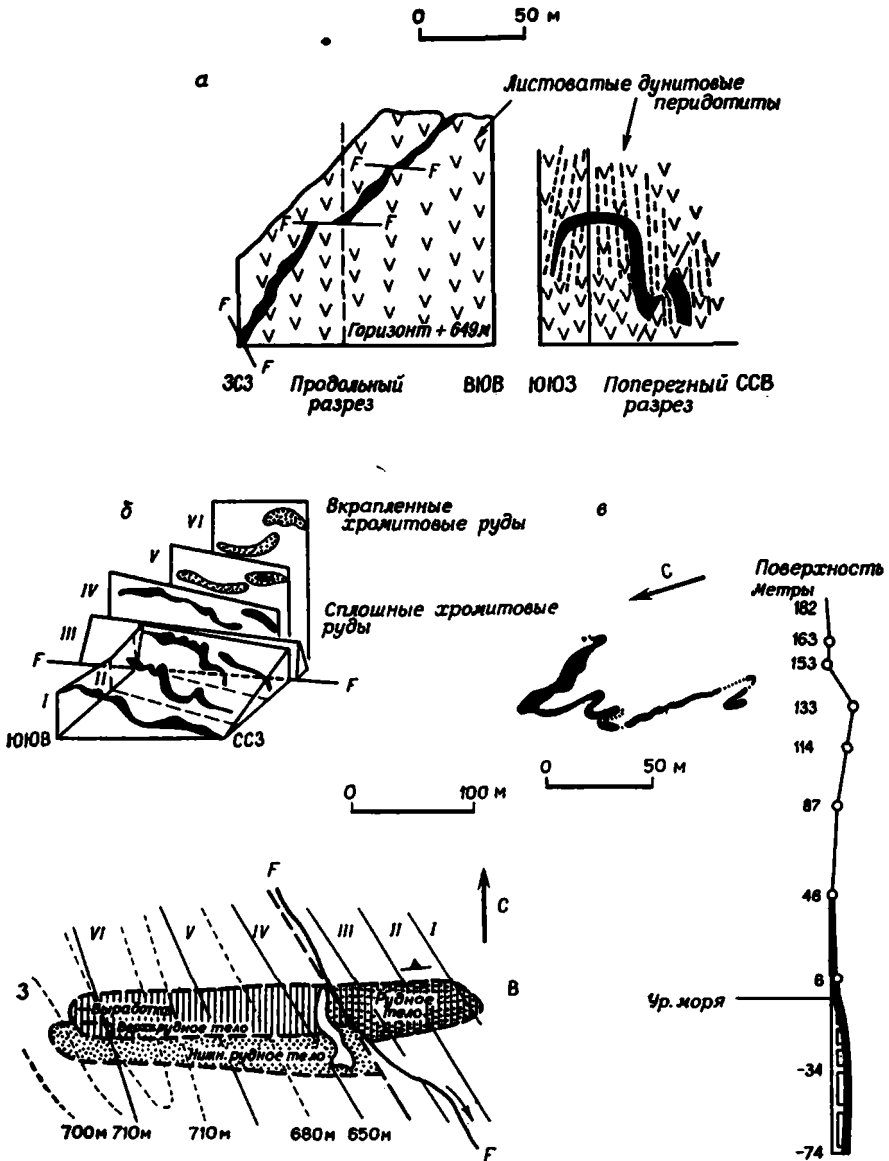 0 50 м
а
Листоватые дунитовые
перидотиты
F F
F F
F
Горизонт + 649м
F
ЗСЗ Продольный ВЮВ
разрез
ЮЮЗ Поперечный ССВ
разрез
б
VI
Вкрапленные
хромитовые руды
V
IV
Сплошные хромитовые
руды
III
F F
II
I
ЮЮВ ССЗ
0 100 м
в
С
0 50 м
Поверхность
Метры
182
163
153
133
114
87
46
6
Ур. моря
-34
-74
F
С
VI V IV III II I
З В
Выработка
Верх. рудное тело
Рудное
тело
Нижн. рудное тело
700м 710м 710м 680м 650м
F